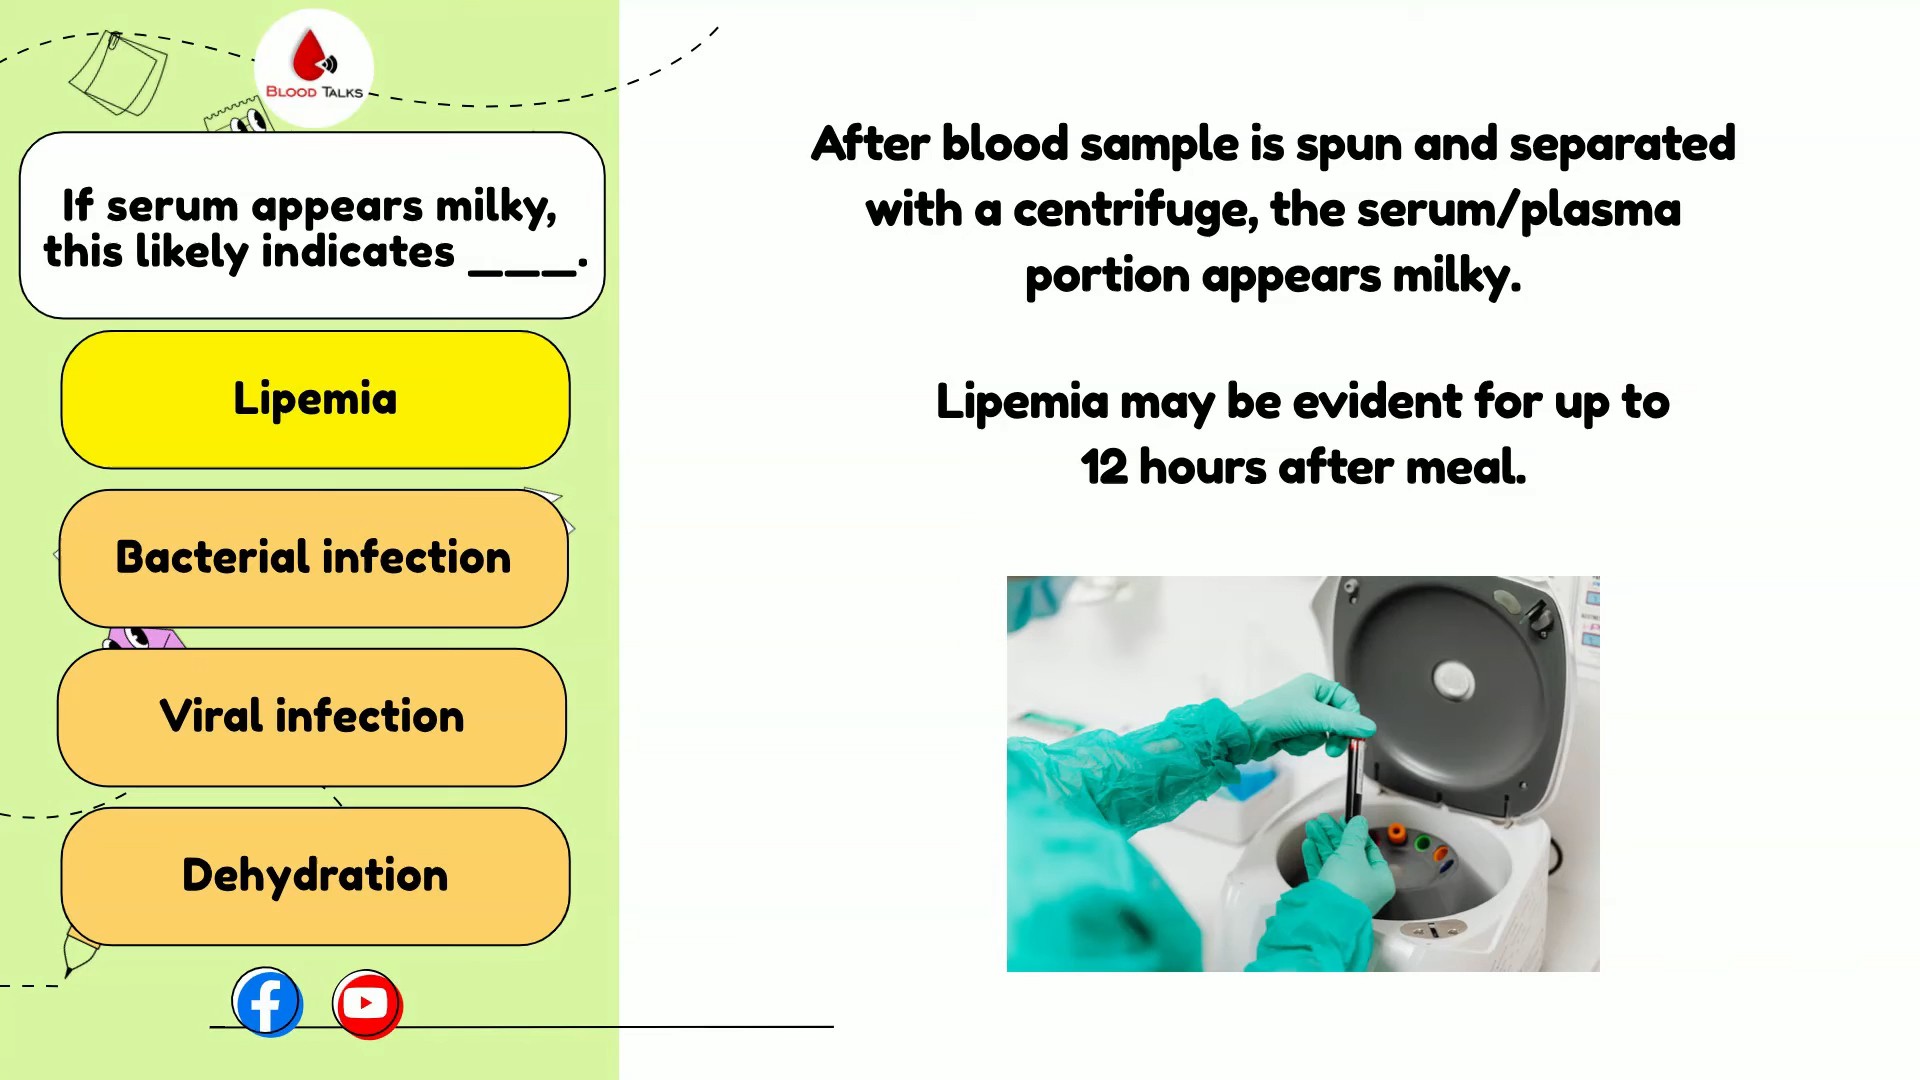 BLOOD TALKS
If serum appears milky,
this likely indicates ___.
Lipemia
Bacterial infection
Viral infection
Dehydration
After blood sample is spun and separated
with a centrifuge, the serum/plasma
portion appears milky.
Lipemia may be evident for up to
12 hours after meal.